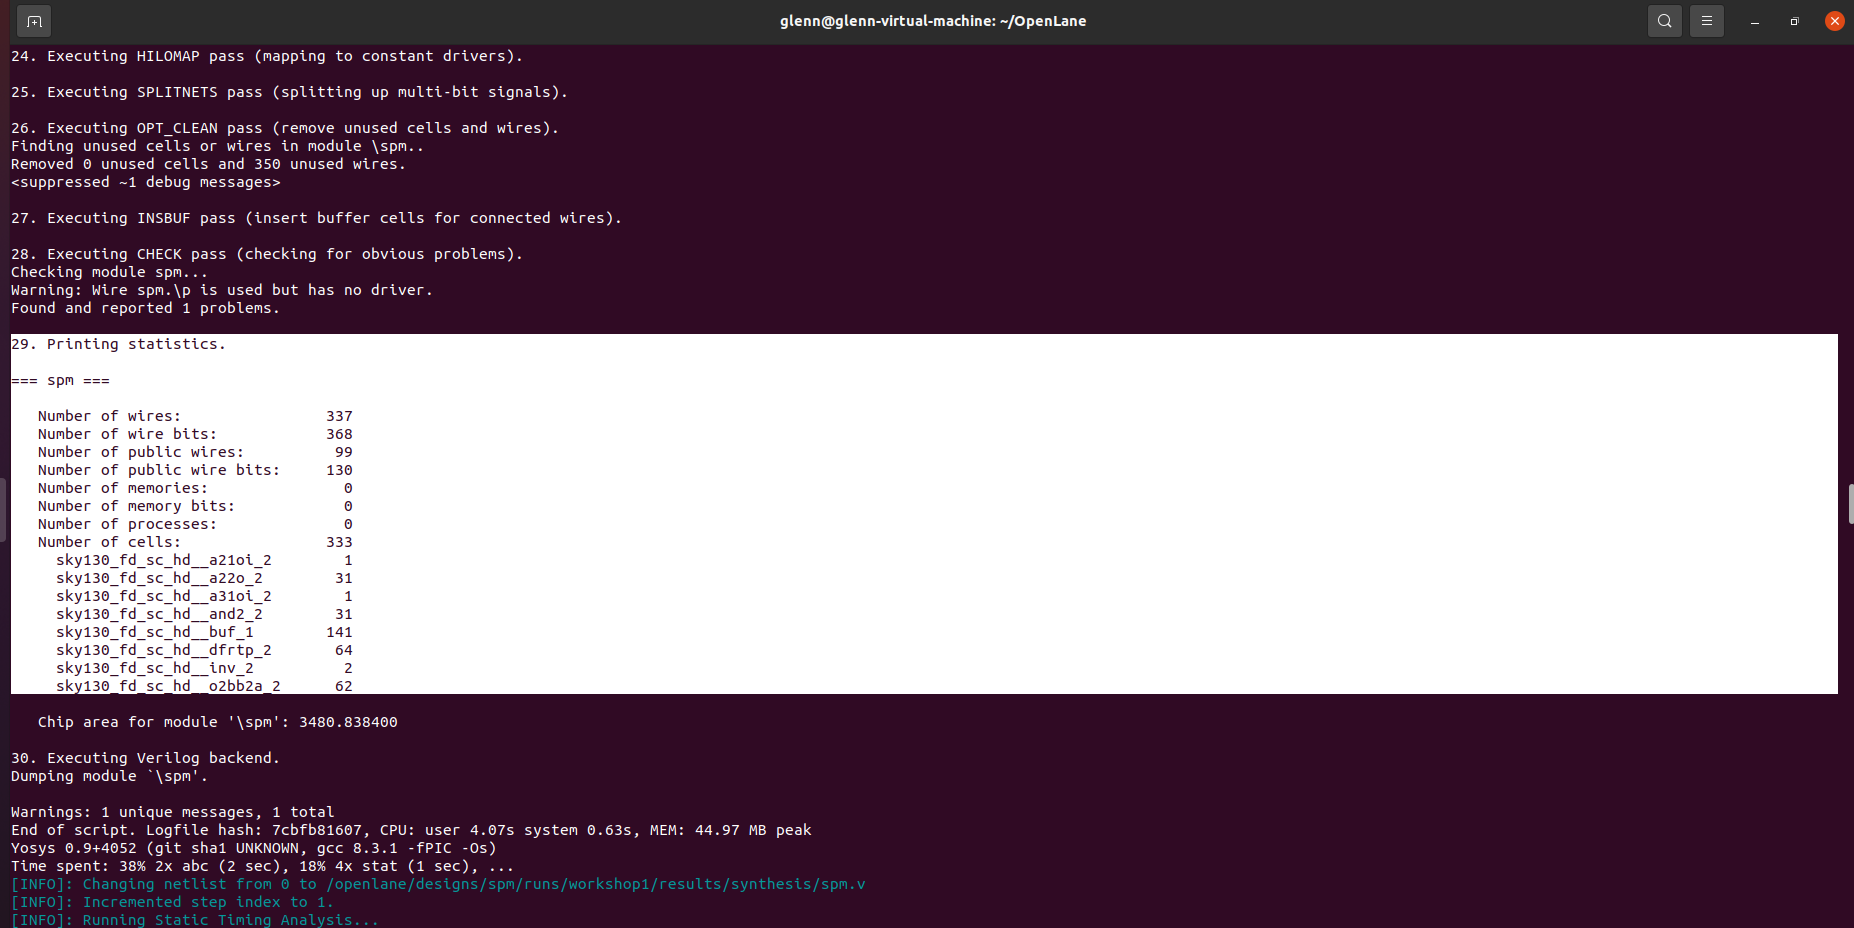 glenn@glenn-virtual-machine: ~/OpenLane
24. Executing HILOMAP pass (mapping to constant drivers).
25. Executing SPLITNETS pass (splitting up multi-bit signals).
26. Executing OPT_CLEAN pass (remove unused cells and wires).
Finding unused cells or wires in module \spm..
Removed 0 unused cells and 350 unused wires.
<suppressed ~1 debug messages>
27. Executing INSBUF pass (insert buffer cells for connected wires).
28. Executing CHECK pass (checking for obvious problems).
Checking module spm...
Warning: Wire spm.\p is used but has no driver.
Found and reported 1 problems.
29. Printing statistics.
=== spm ===
Number of wires: 337
Number of wire bits: 368
Number of public wires: 99
Number of public wire bits: 130
Number of memories: 0
Number of memory bits: 0
Number of processes: 0
Number of cells: 333
sky130_fd_sc_hd__a21oi_2 1
sky130_fd_sc_hd__a22o_2 31
sky130_fd_sc_hd__a31oi_2 1
sky130_fd_sc_hd__and2_2 31
sky130_fd_sc_hd__buf_1 141
sky130_fd_sc_hd__dfrtp_2 64
sky130_fd_sc_hd__inv_2 2
sky130_fd_sc_hd__o2bb2a_2 62
Chip area for module '\spm': 3480.838400
30. Executing Verilog backend.
Dumping module `\spm'.
Warnings: 1 unique messages, 1 total
End of script. Logfile hash: 7cbfb81607, CPU: user 4.07s system 0.63s, MEM: 44.97 MB peak
Yosys 0.9+4052 (git sha1 UNKNOWN, gcc 8.3.1 -fPIC -Os)
Time spent: 38% 2x abc (2 sec), 18% 4x stat (1 sec), ...
[INFO]: Changing netlist from 0 to /openlane/designs/spm/runs/workshop1/results/synthesis/spm.v
[INFO]: Incremented step index to 1.
[INFO]: Running Static Timing Analysis...